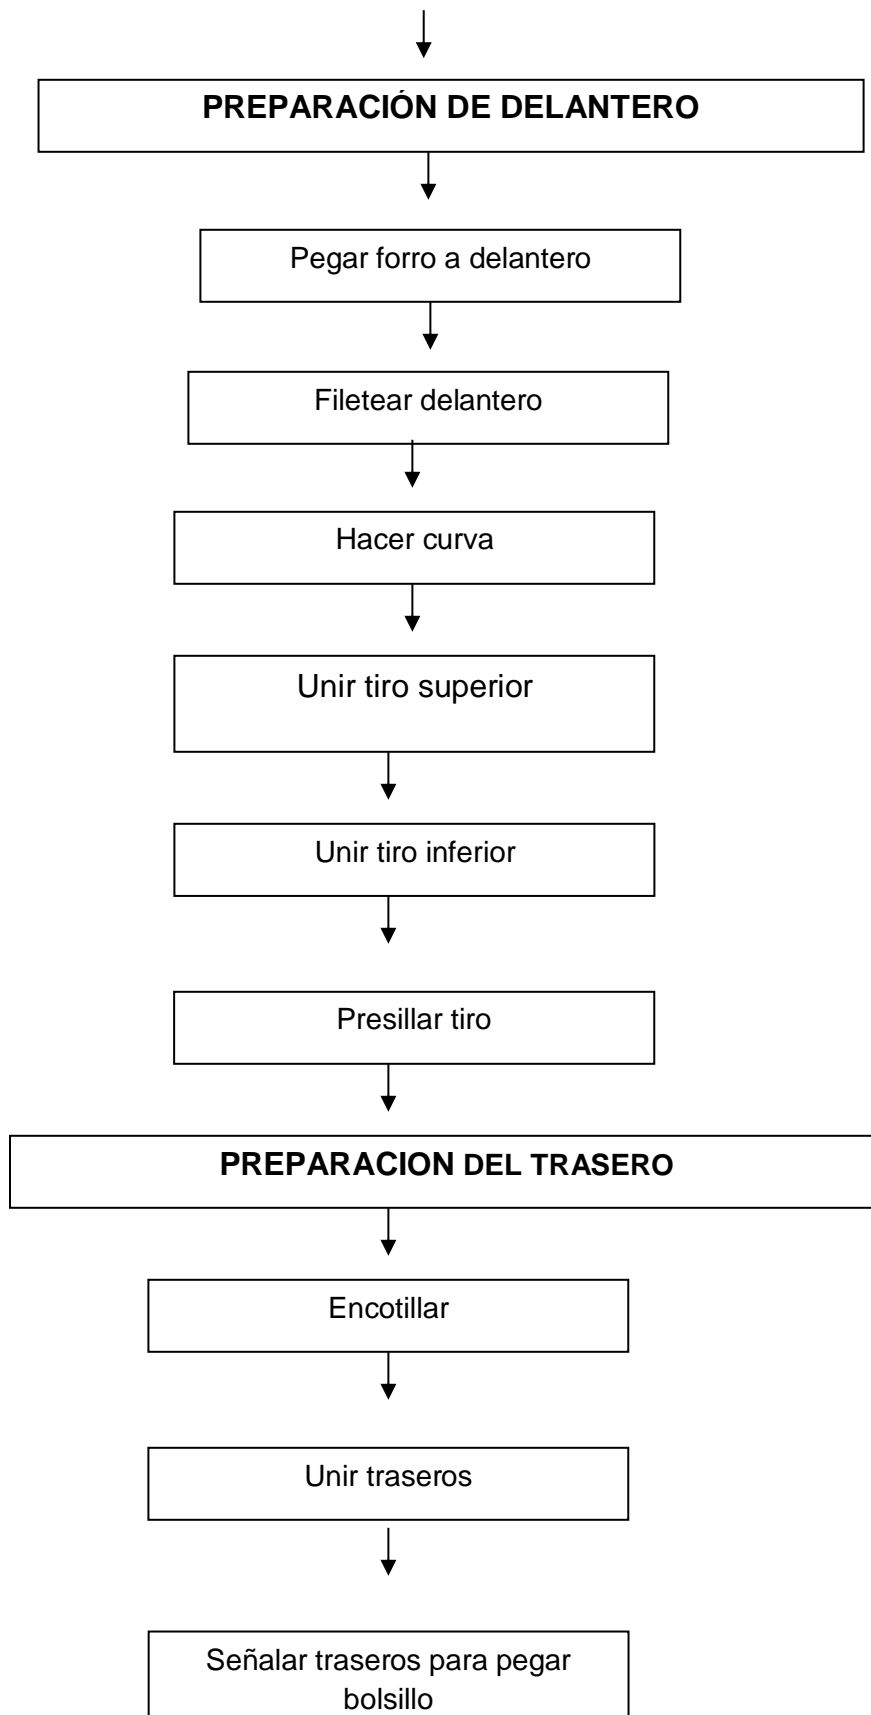 PREPARACIÓN DE DELANTERO
Pegar forro a delantero
Filetear delantero
Hacer curva
Unir tiro superior
Unir tiro inferior
Presillar tiro
PREPARACION DEL TRASERO
Encotillar
Unir traseros
Señalar traseros para pegar
bolsillo